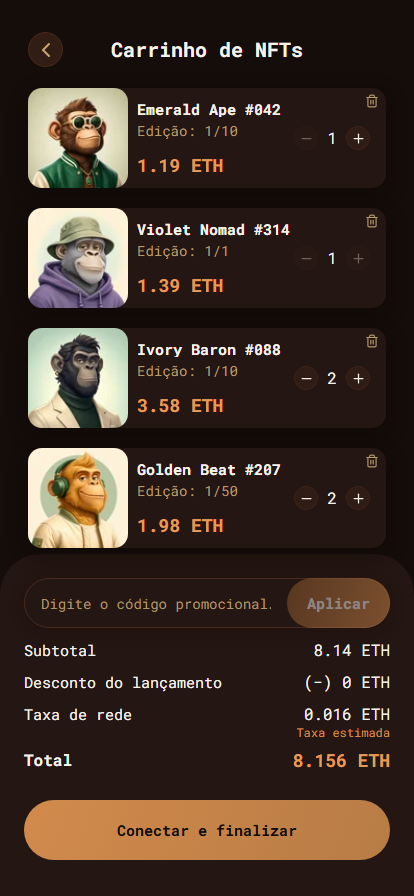 Carrinho de NFTs
Emerald Ape #042
Edição: 1/10
1.19 ETH
1
Violet Nomad #314
Edição: 1/1
1.39 ETH
1
Ivory Baron #088
Edição: 1/10
3.58 ETH
2
Golden Beat #207
Edição: 1/50
1.98 ETH
2
Digite o código promocional.
Aplicar
Subtotal 8.14 ETH
Desconto do lançamento (-) 0 ETH
Taxa de rede 0.016 ETH
Taxa estimada
Total 8.156 ETH
Conectar e finalizar